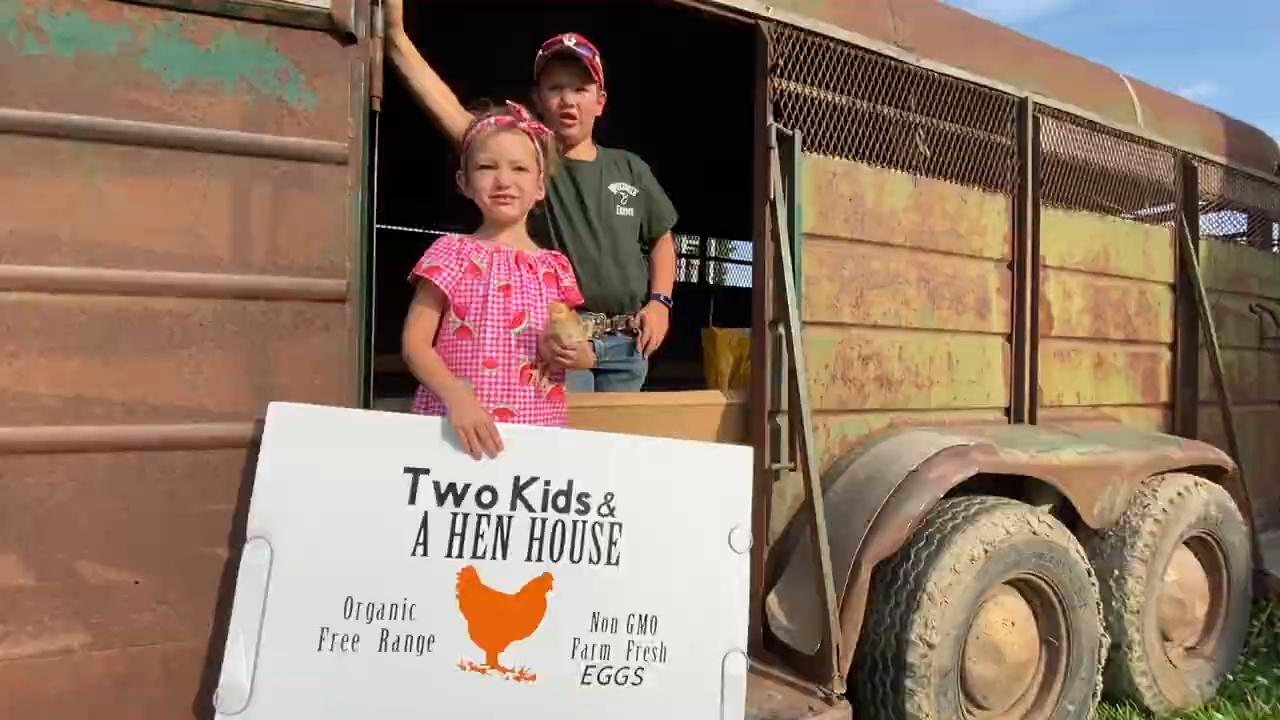 Two Kids &
A HEN HOUSE
Organic
Free Range
Non GMO
Farm Fresh
EGGS